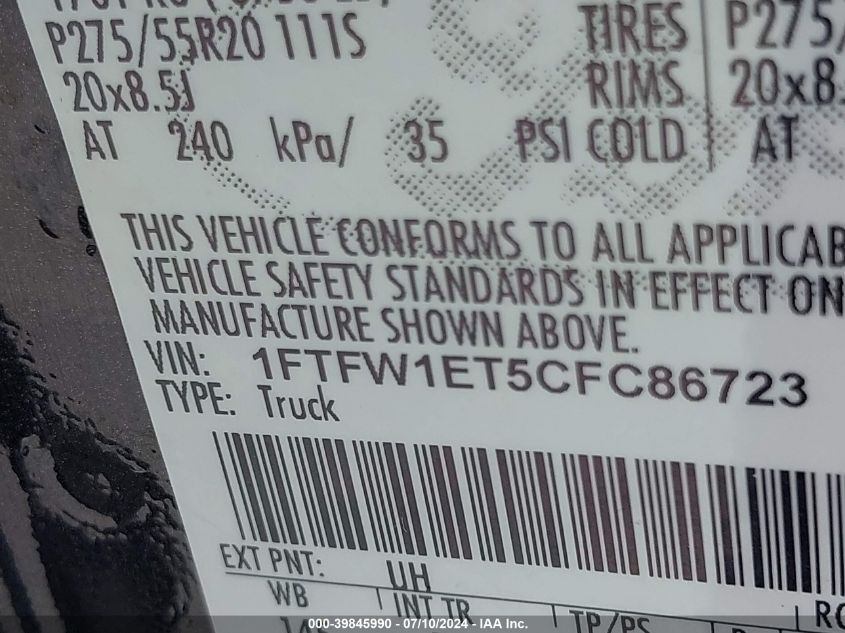 P275/55R20 111S TIRES P275/
20x8.5J RIMS 20x8.
AT 240 kPa/ 35 PSI COLD AT
THIS VEHICLE CONFORMS TO ALL APPLICAB
VEHICLE SAFETY STANDARDS IN EFFECT ON
MANUFACTURE SHOWN ABOVE.
VIN: 1FTFW1ET5CFC86723
TYPE: Truck
EXT PNT: UH
WB INT TR TP/PS
000-39845990 - 07/10/2024 - IAA Inc.